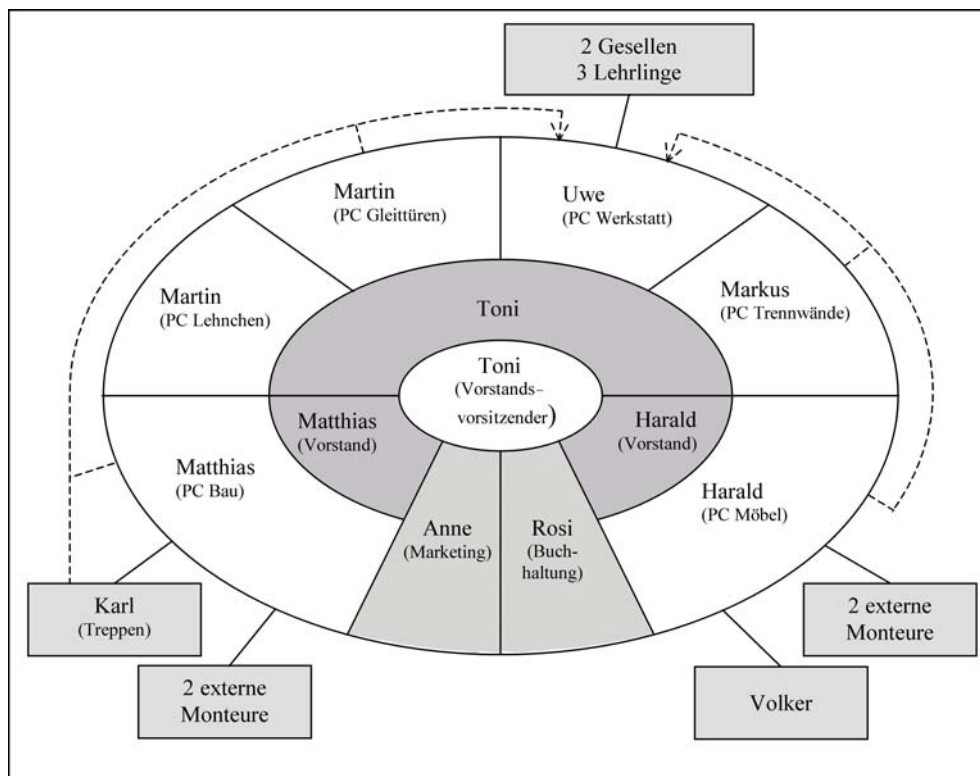 2 Gesellen
3 Lehrlinge
Martin
(PC Gleittüren)
Uwe
(PC Werkstatt)
Martin
(PC Lehnchen)
Toni
Markus
(PC Trennwände)
Toni
(Vorstands-
vorsitzender)
Matthias
(Vorstand)
Harald
(Vorstand)
Matthias
(PC Bau)
Harald
(PC Möbel)
Anne
(Marketing)
Rosi
(Buch-
haltung)
Karl
(Treppen)
2 externe
Monteure
2 externe
Monteure
Volker